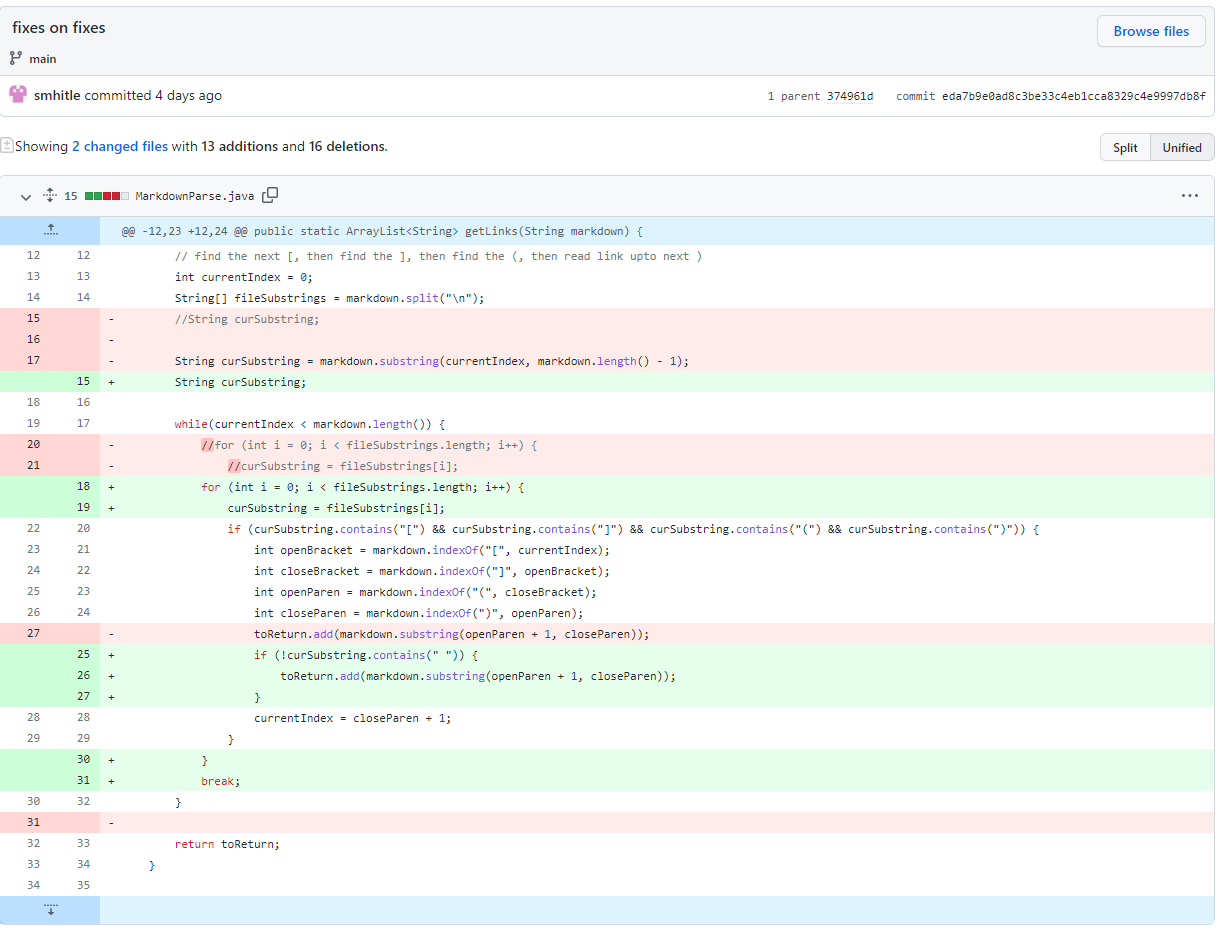 fixes on fixes
Browse files
main
smhitle committed 4 days ago
1 parent 374961d commit eda7b9e0ad8c3be33c4eb1cca8329c4e9997db8f
Showing 2 changed files with 13 additions and 16 deletions.
Split Unified
15 MarkdownParse.java
@@ -12,23 +12,24 @@ public static ArrayList<String> getLinks(String markdown) {
12 12 // find the next [, then find the ], then find the (, then read link upto next )
13 13 int currentIndex = 0;
14 14 String[] fileSubstrings = markdown.split("\n");
15 - //String curSubstring;
16 -
17 - String curSubstring = markdown.substring(currentIndex, markdown.length() - 1);
15 + String curSubstring;
18 16
19 17 while(currentIndex < markdown.length()) {
20 - //for (int i = 0; i < fileSubstrings.length; i++) {
21 - //curSubstring = fileSubstrings[i];
18 + for (int i = 0; i < fileSubstrings.length; i++) {
19 + curSubstring = fileSubstrings[i];
22 20 if (curSubstring.contains("[") && curSubstring.contains("]") && curSubstring.contains("(") && curSubstring.contains(")")) {
23 21 int openBracket = markdown.indexOf("[", currentIndex);
24 22 int closeBracket = markdown.indexOf("]", openBracket);
25 23 int openParen = markdown.indexOf("(", closeBracket);
26 24 int closeParen = markdown.indexOf(")", openParen);
27 - toReturn.add(markdown.substring(openParen + 1, closeParen));
25 + if (!curSubstring.contains(" ")) {
26 + toReturn.add(markdown.substring(openParen + 1, closeParen));
27 + }
28 28 currentIndex = closeParen + 1;
29 29 }
30 + }
31 + break;
30 32 }
31 -
32 33 return toReturn;
33 34 }
34 35